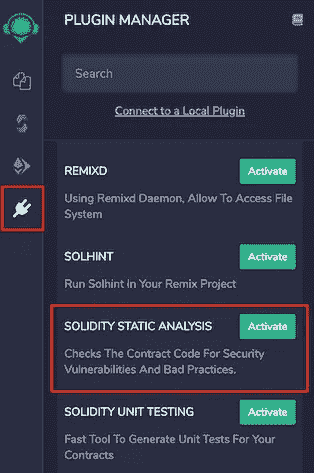 PLUGIN MANAGER
Search
Connect to a Local Plugin
REMIXD
Activate
Using Remixd Daemon, Allow To Access File
System
SOLHINT
Activate
Run Solhint In Your Remix Project
SOLIDITY STATIC ANALYSIS
Activate
Checks The Contract Code For Security
Vulnerabilities And Bad Practices.
SOLIDITY UNIT TESTING
Activate
Fast Tool To Generate Unit Tests For Your
Contracts